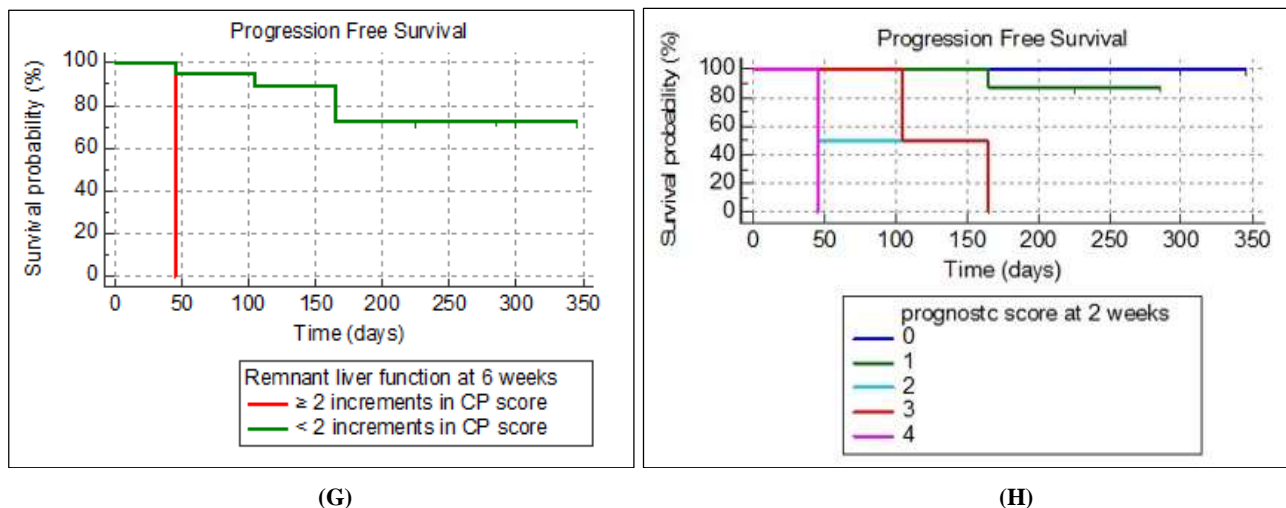 Progression Free Survival
Survival probability (%)
100
80
60
40
20
0
0 50 100 150 200 250 300 350
Time (days)
Remnant liver function at 6 weeks
≥ 2 increments in CP score
< 2 increments in CP score
(G)
Progression Free Survival
Survival probability (%)
100
80
60
40
20
0
0 50 100 150 200 250 300 350
Time (days)
prognostc score at 2 weeks
0
1
2
3
4
(H)